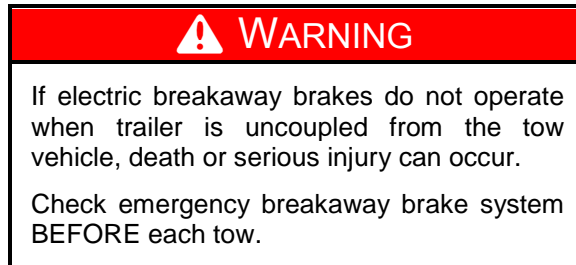 WARNING
If electric breakaway brakes do not operate
when trailer is uncoupled from the tow
vehicle, death or serious injury can occur.
Check emergency breakaway brake system
BEFORE each tow.